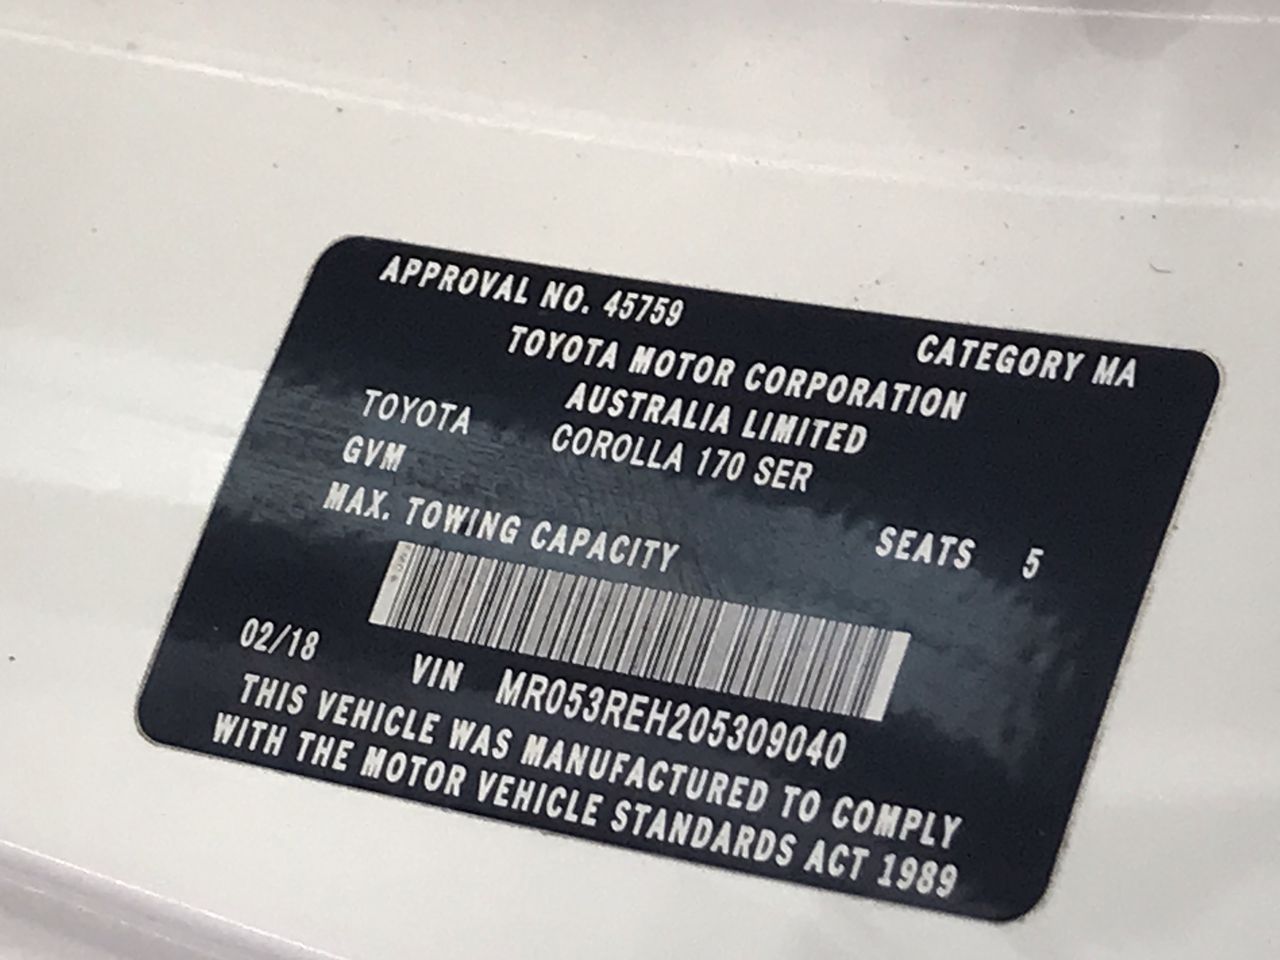 APPROVAL NO. 45759 CATEGORY MA
TOYOTA MOTOR CORPORATION
AUSTRALIA LIMITED
TOYOTA COROLLA 170 SER
GVM
MAX. TOWING CAPACITY SEATS 5
02/18 VIN MR053REH205309040
THIS VEHICLE WAS MANUFACTURED TO COMPLY
WITH THE MOTOR VEHICLE STANDARDS ACT 1989